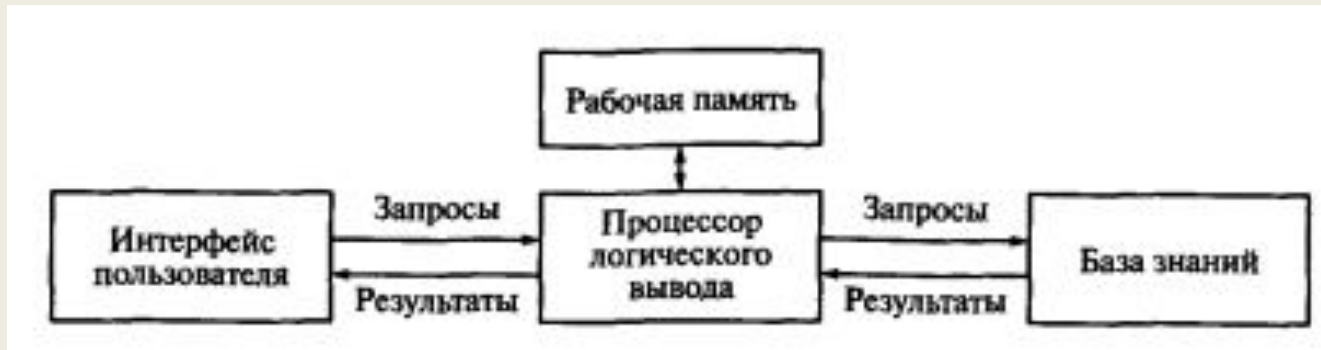 Рабочая память
Запросы
Запросы
Интерфейс
пользователя
Процессор
логического
вывода
База знаний
Результаты
Результаты